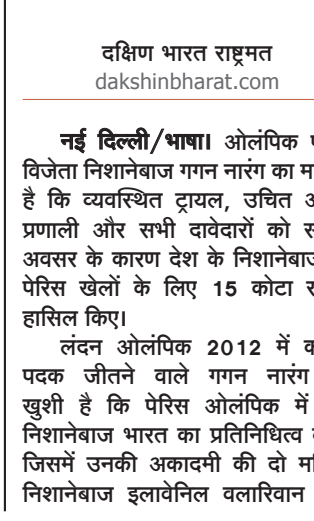 दक्षिण भारत राष्ट्रमत
dakshinbharat.com
नई दिल्ली/भाषा। ओलंपिक
विजेता निशानेबाज गगन नारंग का
है कि व्यवस्थित ट्रायल, उचित
प्रणाली और सभी दावेदारों को
अवसर के कारण देश के
पेरिस खेलों के लिए 15 कोटा
हासिल किए।
लंदन ओलंपिक 2012 में
पदक जीतने वाले गगन नारंग
खुशी है कि पेरिस ओलंपिक में
निशानेबाज भारत का प्रतिनिधित्व
जिसमें उनकी अकादमी की दो
निशानेबाज इलावेनिल वलारिवान